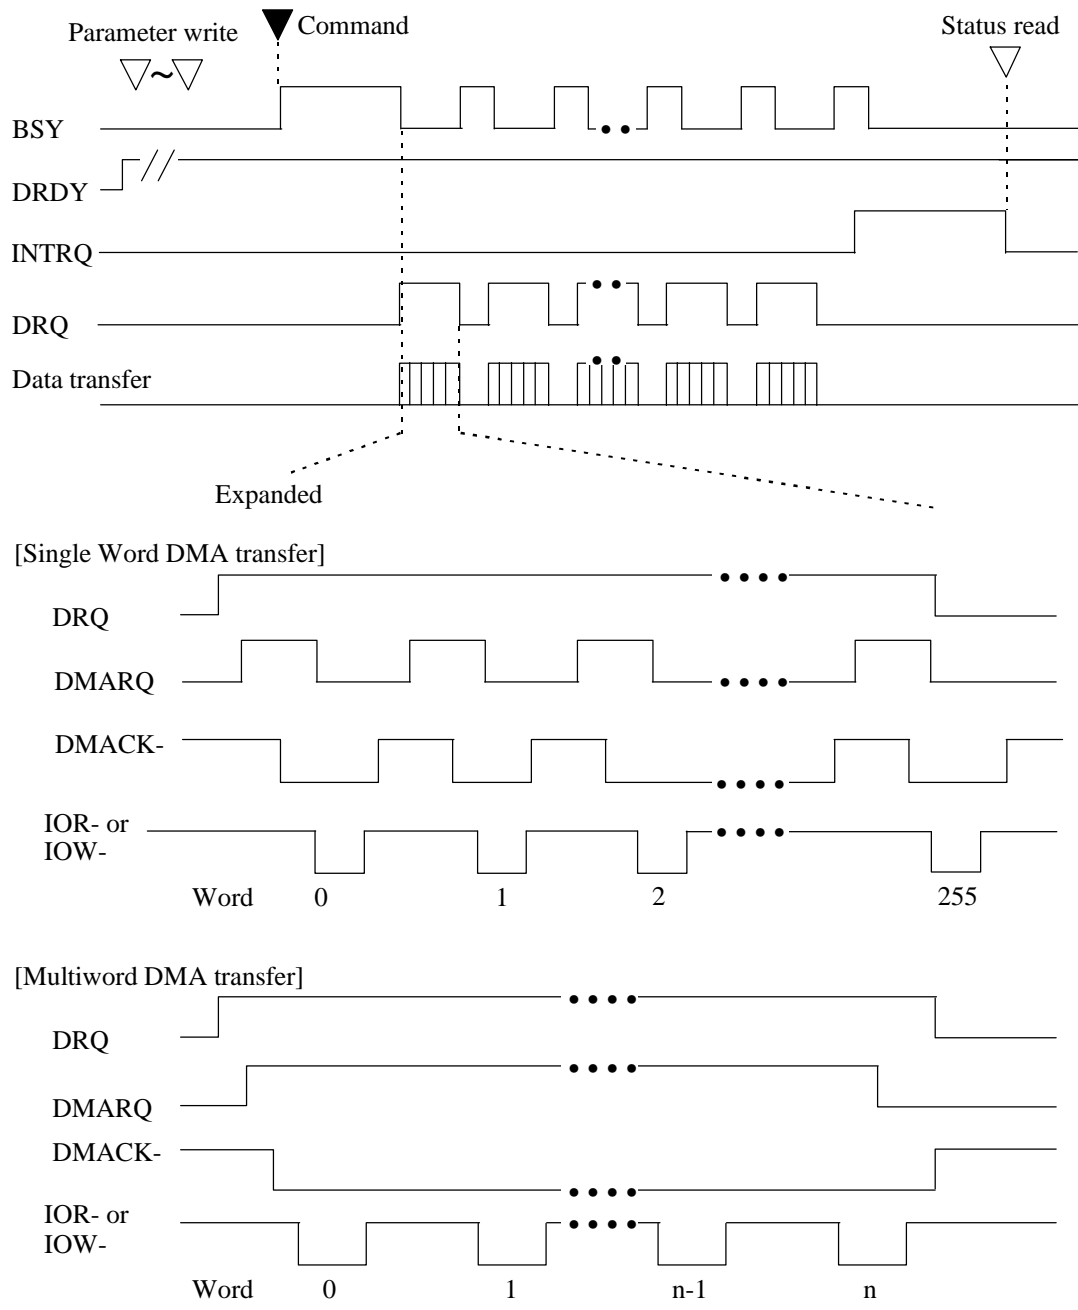 Parameter write
Command
Status read
BSY
DRDY
INTRQ
DRQ
Data transfer
Expanded
[Single Word DMA transfer]
DRQ
DMARQ
DMACK-
IOR- or
IOW-
Word 0 1 2 255
[Multiword DMA transfer]
DRQ
DMARQ
DMACK-
IOR- or
IOW-
Word 0 1 n-1 n